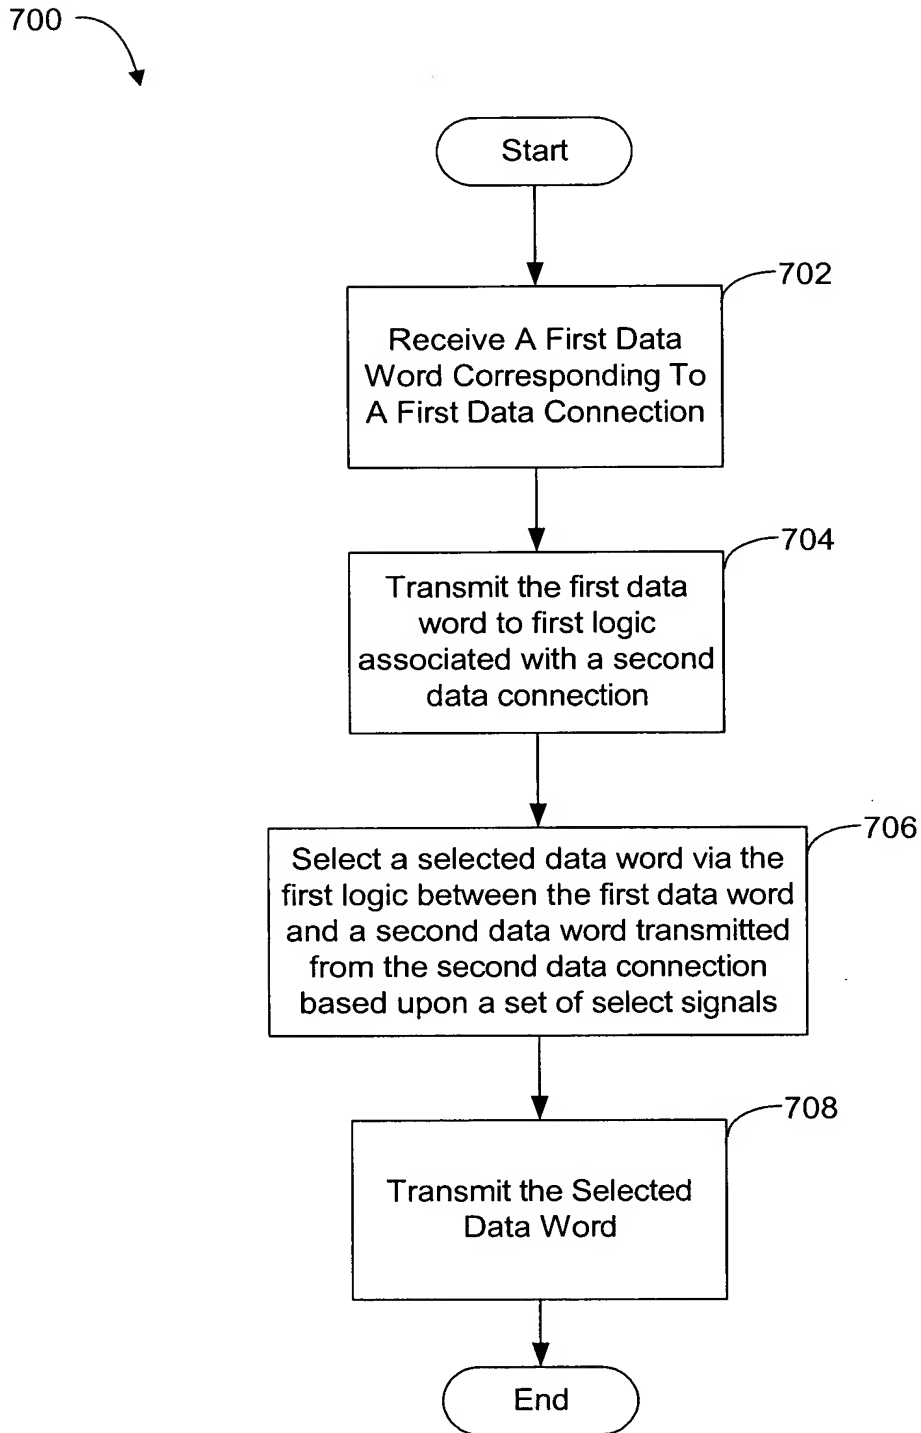 700
Start
702
Receive A First Data
Word Corresponding To
A First Data Connection
704
Transmit the first data
word to first logic
associated with a second
data connection
706
Select a selected data word via the
first logic between the first data word
and a second data word transmitted
from the second data connection
based upon a set of select signals
708
Transmit the Selected
Data Word
End